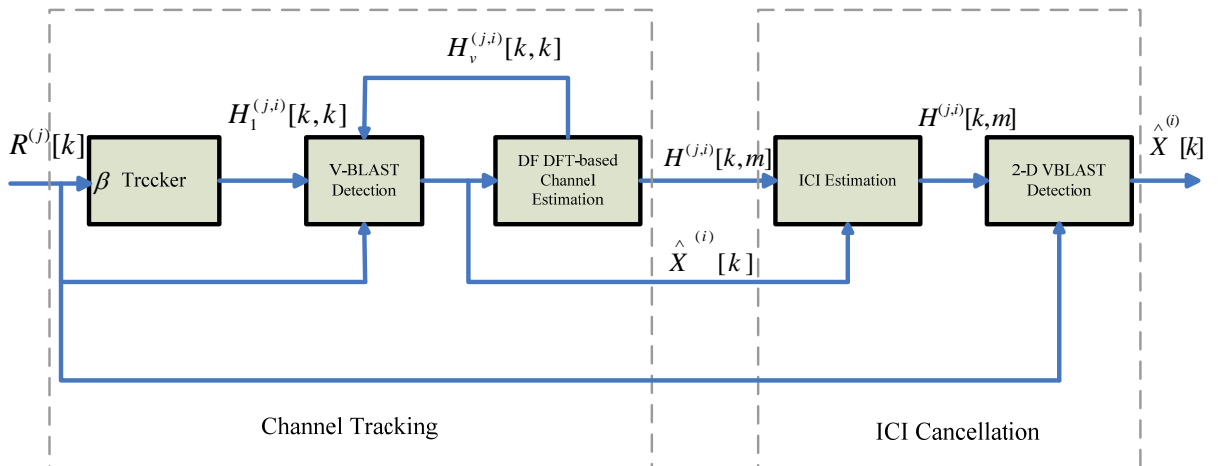 H_v^{(j,i)}[k,k]
R^{(j)}[k]
β Trccker
H_1^{(j,i)}[k,k]
V-BLAST
Detection
DF DFT-based
Channel
Estimation
H^{(j,i)}[k,m]
X̂^{(i)}[k]
ICI Estimation
H^{(j,i)}[k,m]
2-D VBLAST
Detection
X̂^{(i)}[k]
Channel Tracking
ICI Cancellation